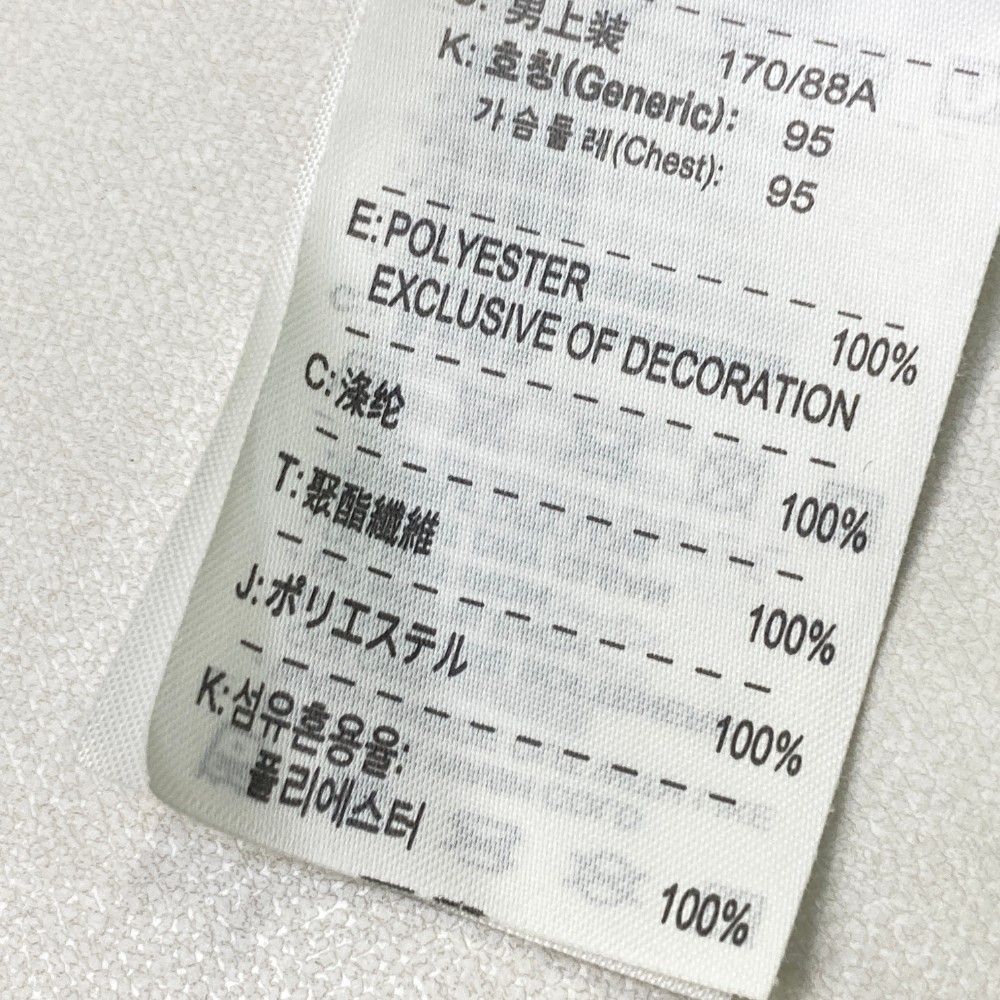 : 男上装 170/88A
K: 호칭(Generic): 95
가슴둘레(Chest): 95
E: POLYESTER 100%
EXCLUSIVE OF DECORATION
C: 涤纶 100%
T: 聚酯纖維 100%
J: ポリエステル 100%
K: 섬유혼용율:
폴리에스터 100%